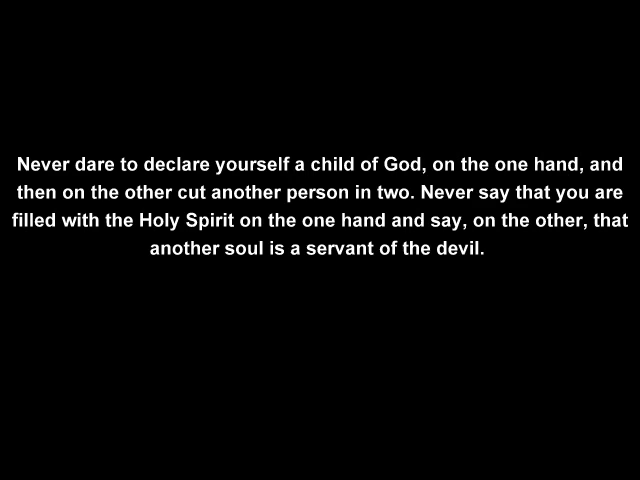 Never dare to declare yourself a child of God, on the one hand, and
then on the other cut another person in two. Never say that you are
filled with the Holy Spirit on the one hand and say, on the other, that
another soul is a servant of the devil.